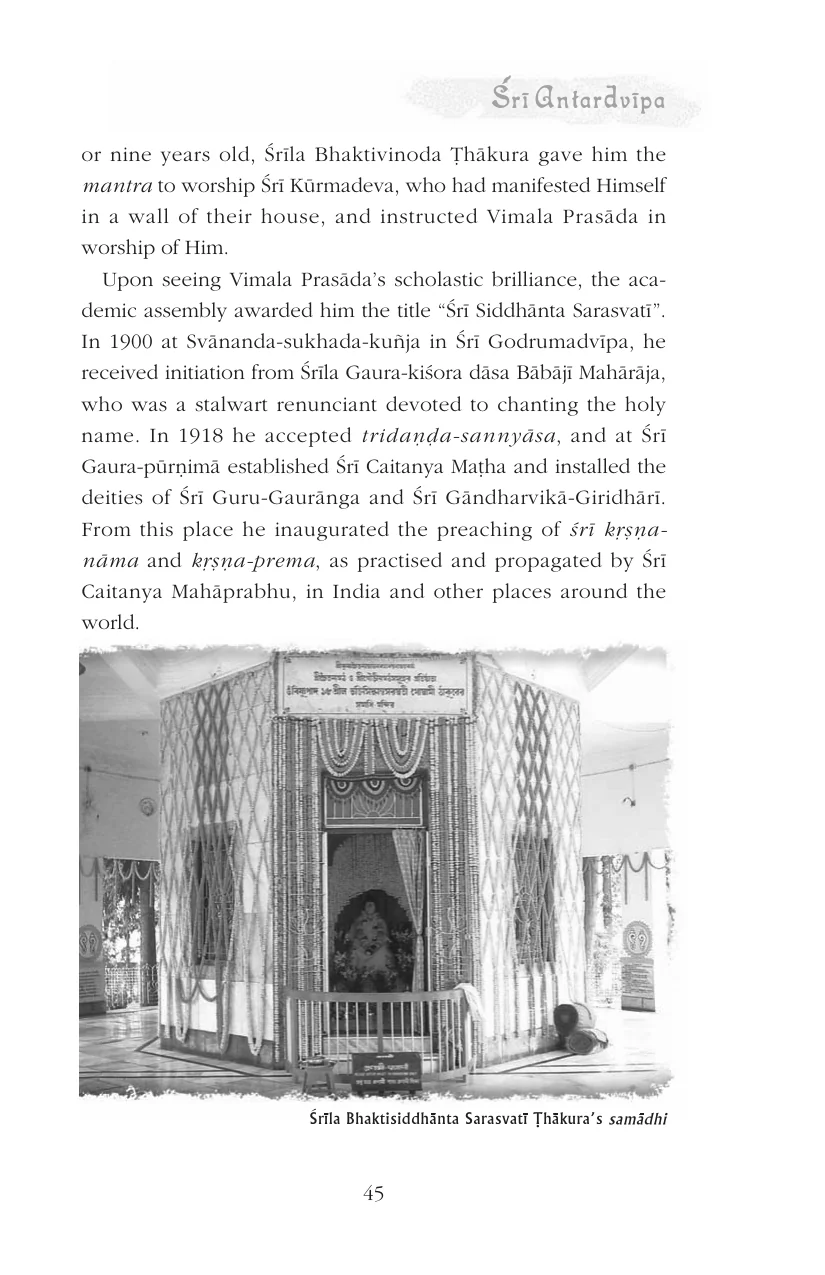 Śrī Antardvīpa
or nine years old, Śrīla Bhaktivinoda Ṭhākura gave him the
mantra to worship Śrī Kūrmadeva, who had manifested Himself
in a wall of their house, and instructed Vimala Prasāda in
worship of Him.
Upon seeing Vimala Prasāda’s scholastic brilliance, the aca-
demic assembly awarded him the title “Śrī Siddhānta Sarasvatī”.
In 1900 at Svānanda-sukhada-kuñja in Śrī Godrumadvīpa, he
received initiation from Śrīla Gaura-kiśora dāsa Bābājī Mahārāja,
who was a stalwart renunciant devoted to chanting the holy
name. In 1918 he accepted tridaṇḍa-sannyāsa, and at Śrī
Gaura-pūrṇimā established Śrī Caitanya Maṭha and installed the
deities of Śrī Guru-Gaurānga and Śrī Gāndharvikā-Giridhārī.
From this place he inaugurated the preaching of śrī kṛṣṇa-
nāma and kṛṣṇa-prema, as practised and propagated by Śrī
Caitanya Mahāprabhu, in India and other places around the
world.
Śrīla Bhaktisiddhānta Sarasvatī Ṭhākura’s samādhi
45